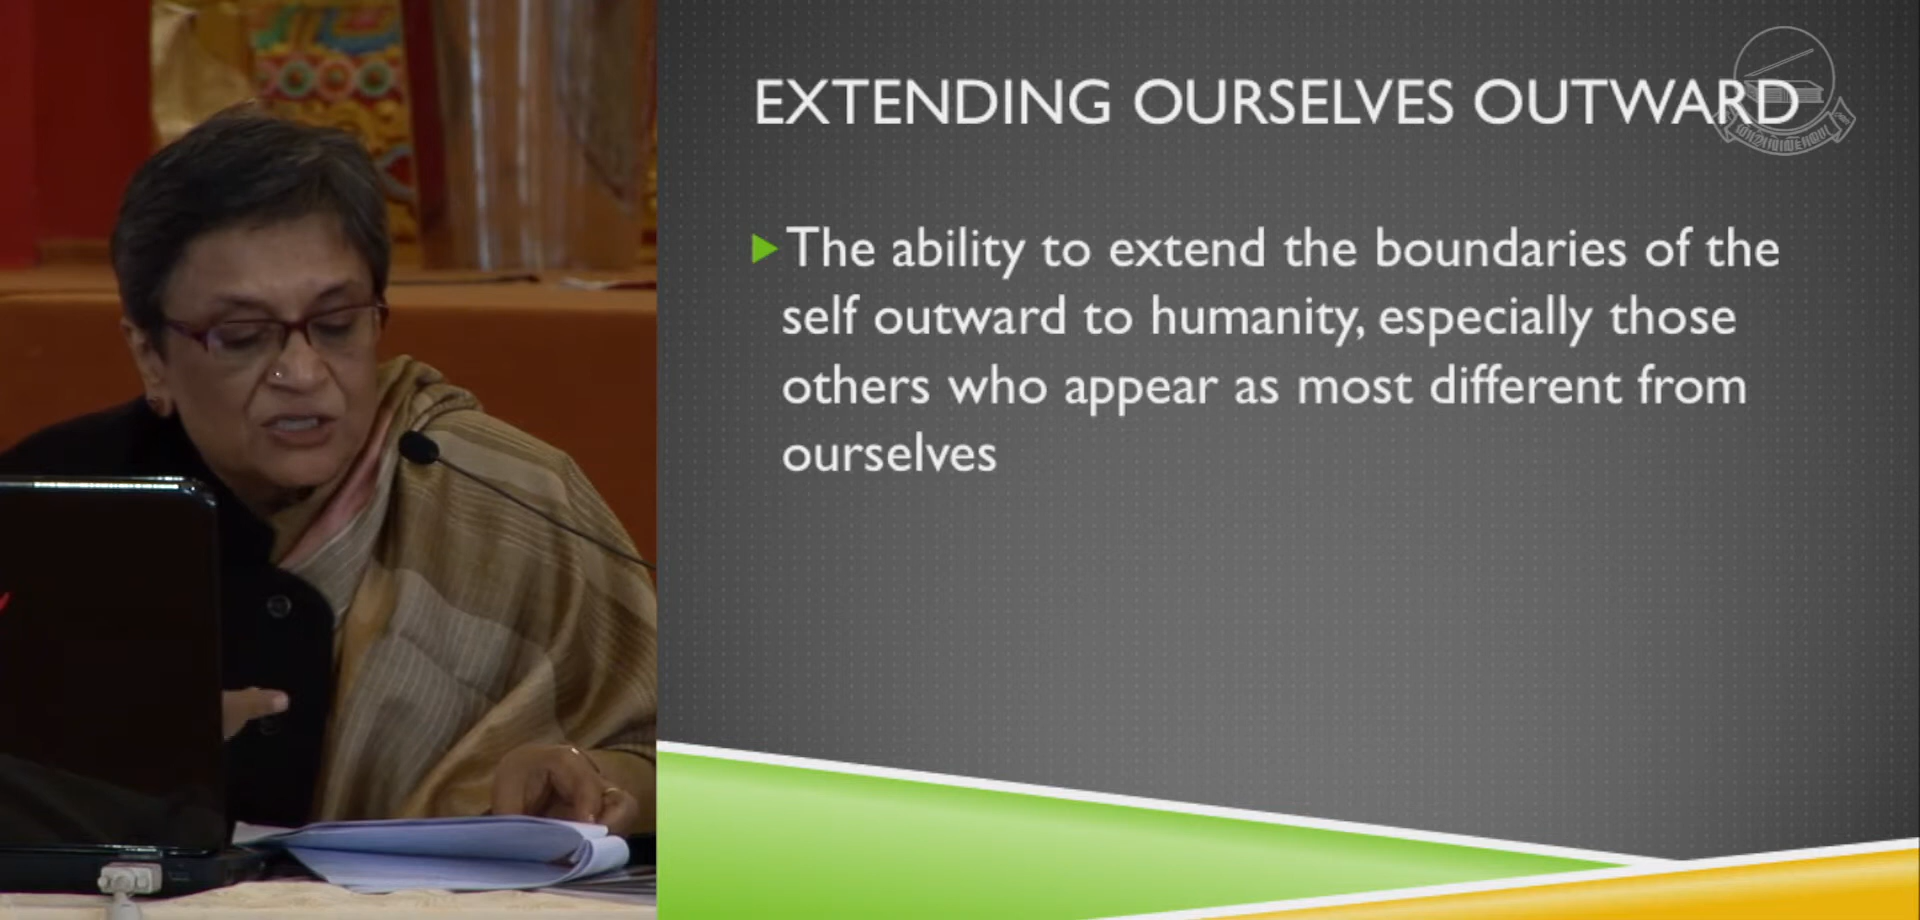 EXTENDING OURSELVES OUTWARD
The ability to extend the boundaries of the
self outward to humanity, especially those
others who appear as most different from
ourselves